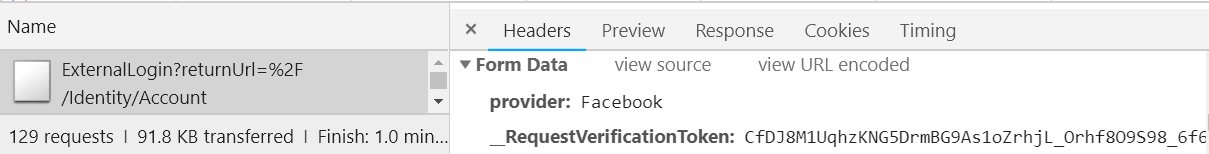 Name
ExternalLogin?returnUrl=%2F
/Identity/Account
129 requests | 91.8 KB transferred | Finish: 1.0 min...
× Headers Preview Response Cookies Timing
▼ Form Data view source view URL encoded
provider: Facebook
__RequestVerificationToken: CfDJ8M1UqhzKNG5DrmBG9As1oZrhjL_Orhf8O9S98_6f6